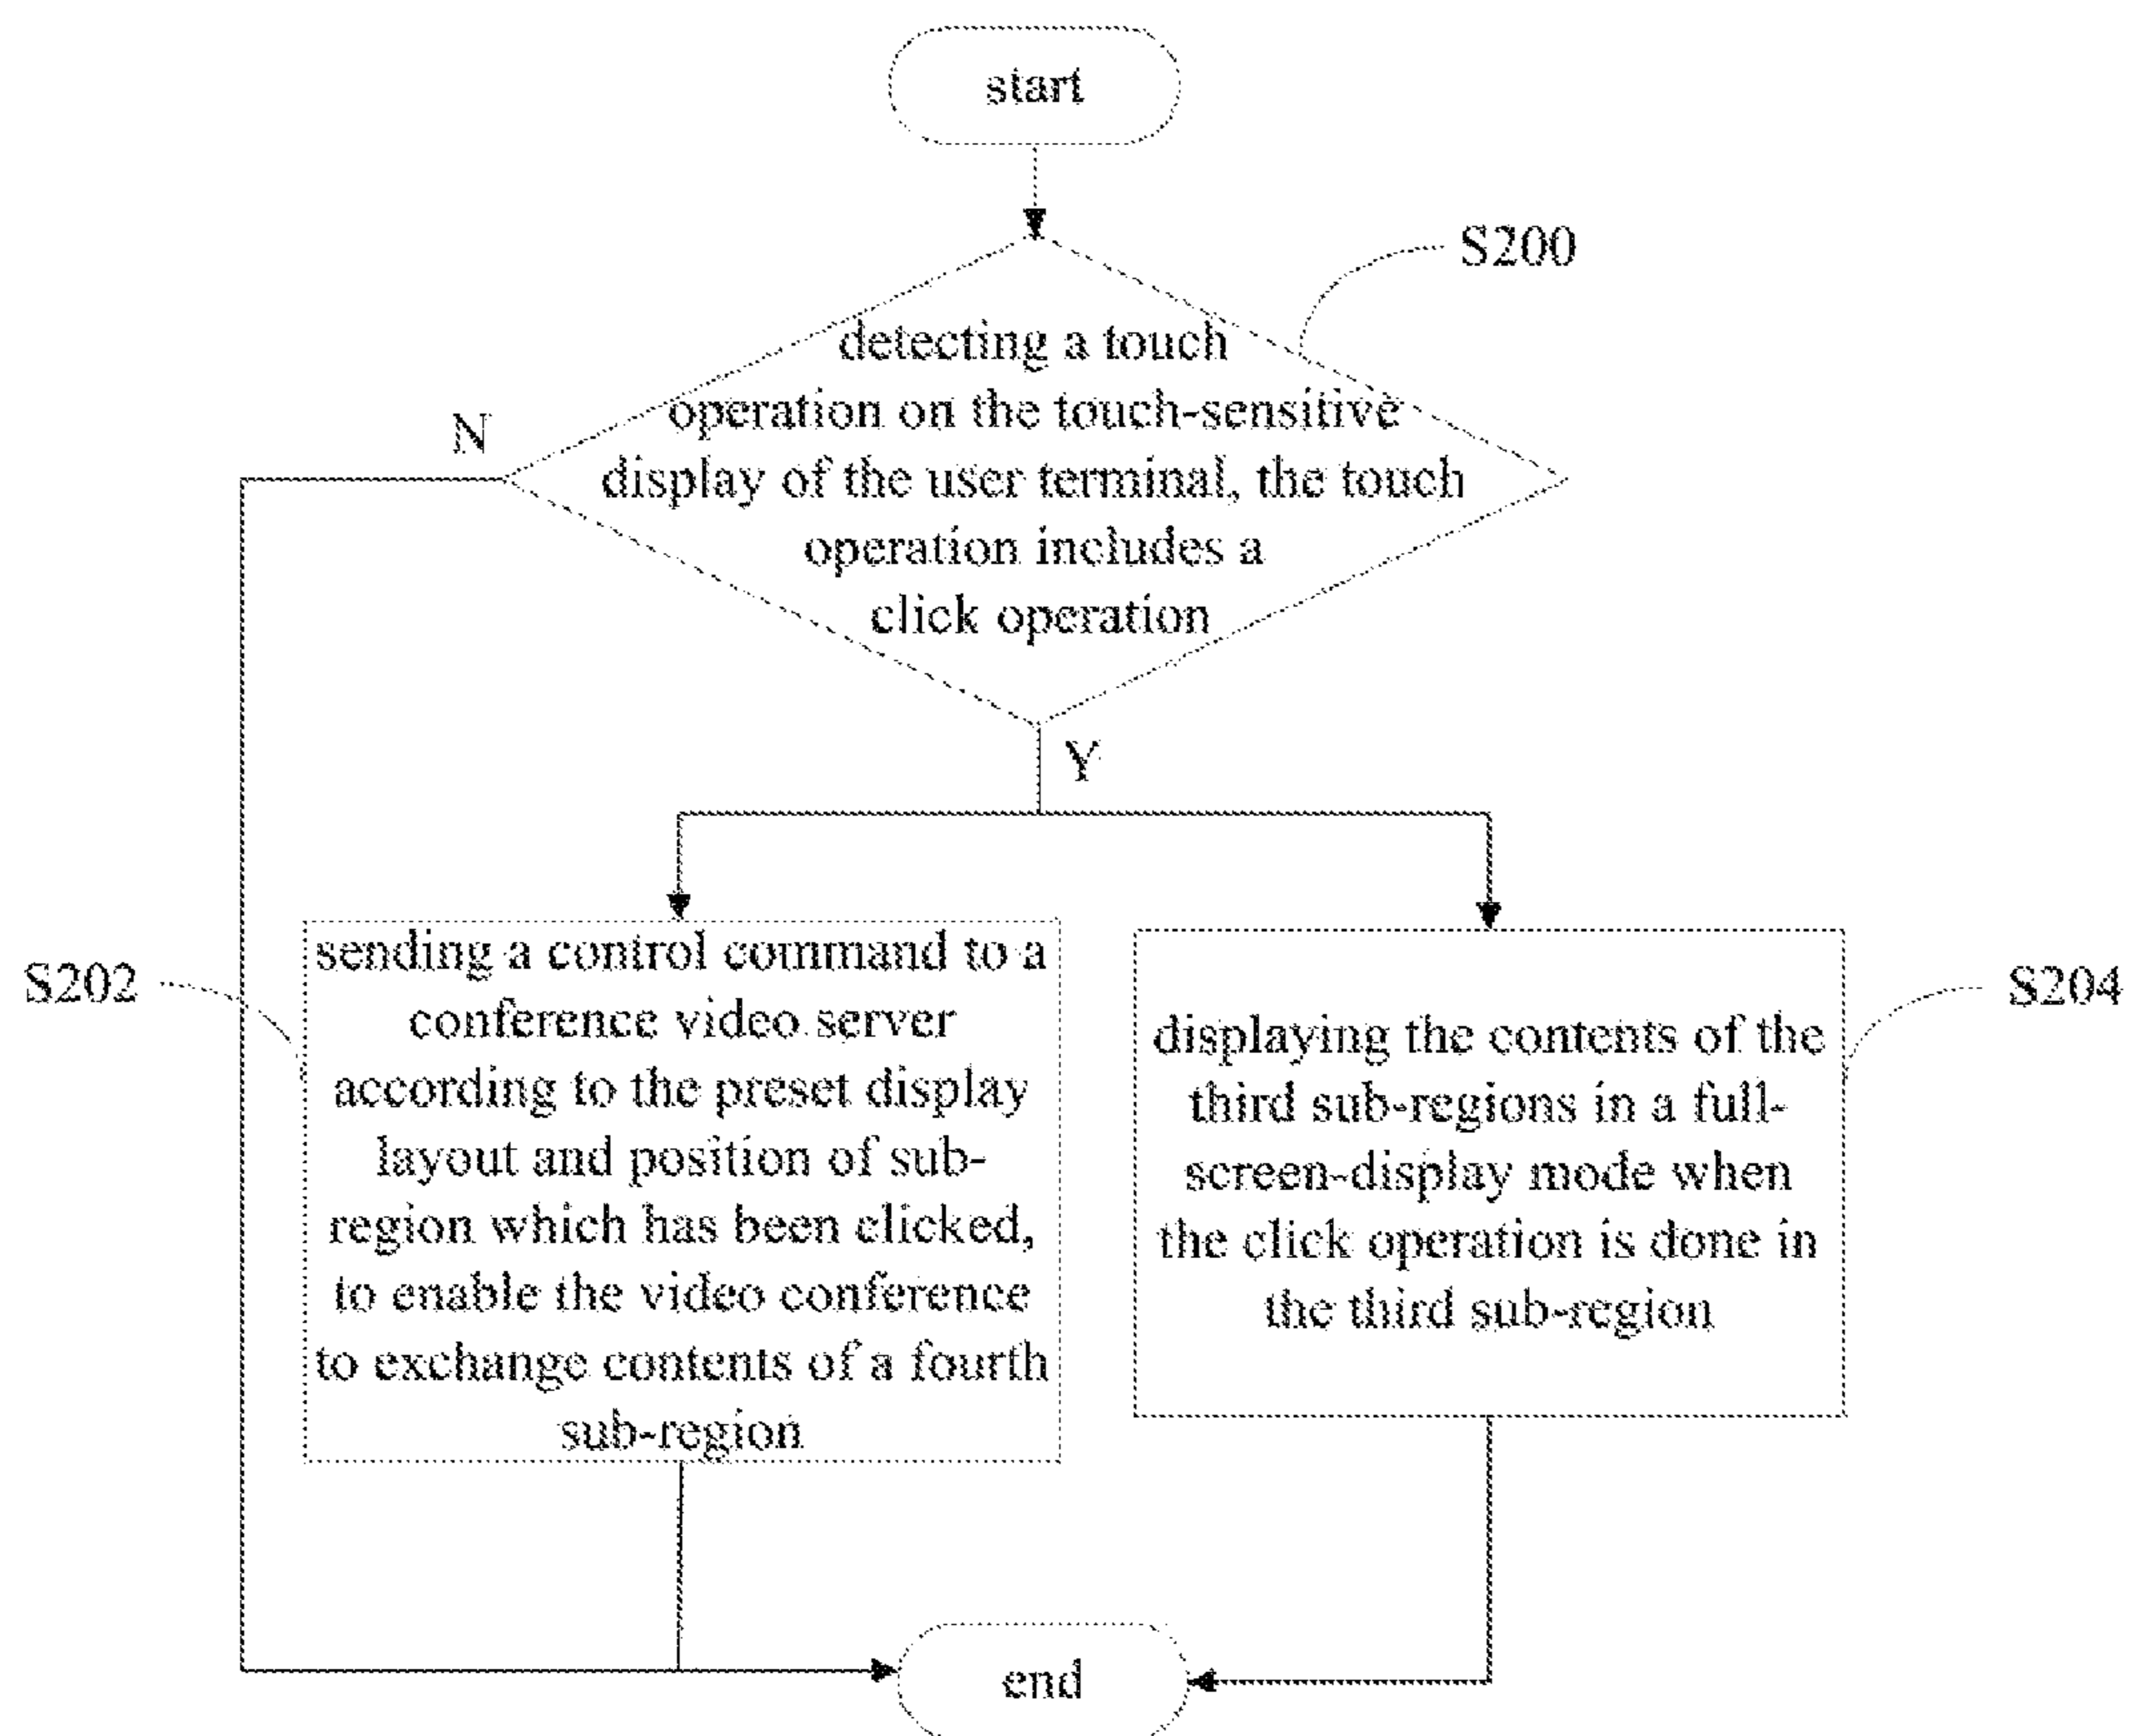 start
S200
detecting a touch
operation on the touch-sensitive
display of the user terminal, the touch
operation includes a
click operation
N
Y
S202
sending a control command to a
conference video server
according to the preset display
layout and position of sub-
region which has been clicked,
to enable the video conference
to exchange contents of a fourth
sub-region
displaying the contents of the
third sub-regions in a full-
screen-display mode when
the click operation is done in
the third sub-region
S204
end